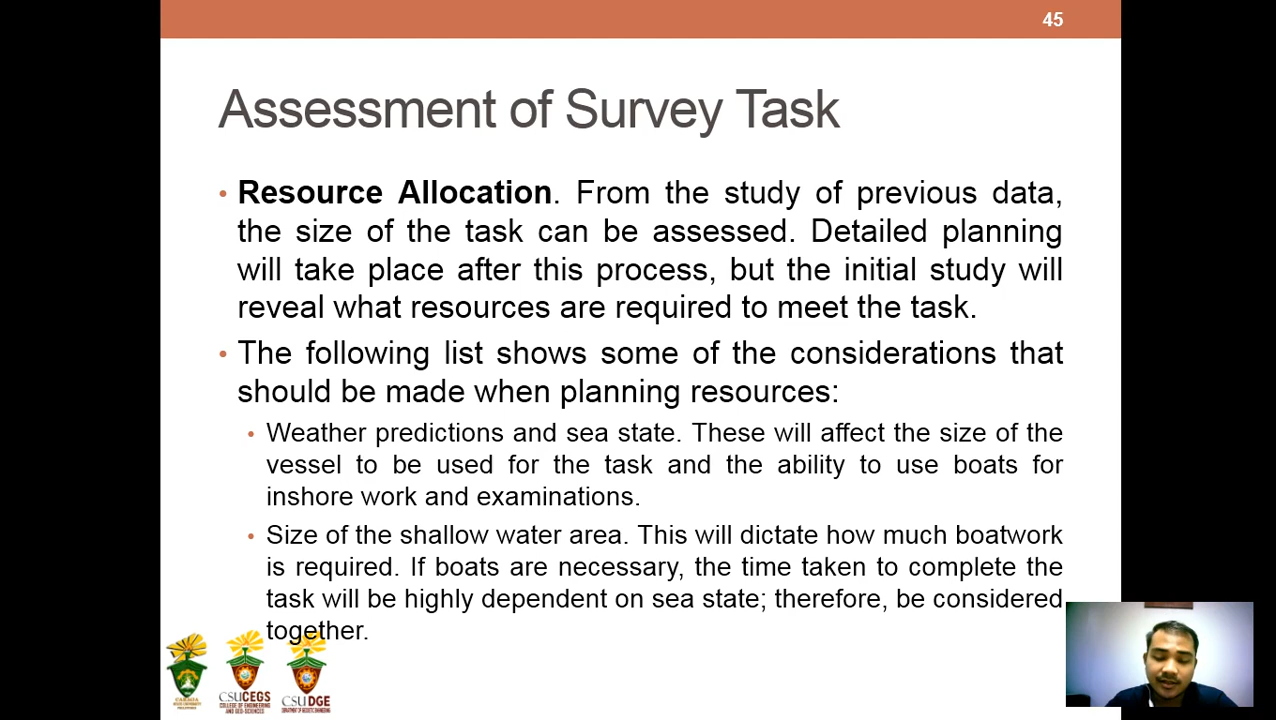 45
Assessment of Survey Task
• Resource Allocation. From the study of previous data,
the size of the task can be assessed. Detailed planning
will take place after this process, but the initial study will
reveal what resources are required to meet the task.
• The following list shows some of the considerations that
should be made when planning resources:
• Weather predictions and sea state. These will affect the size of the
vessel to be used for the task and the ability to use boats for
inshore work and examinations.
• Size of the shallow water area. This will dictate how much boatwork
is required. If boats are necessary, the time taken to complete the
task will be highly dependent on sea state; therefore, be considered
together.
CSUCEGS
COLLEGE OF ENGINEERING
AND GEO-SCIENCES
CSUDGE